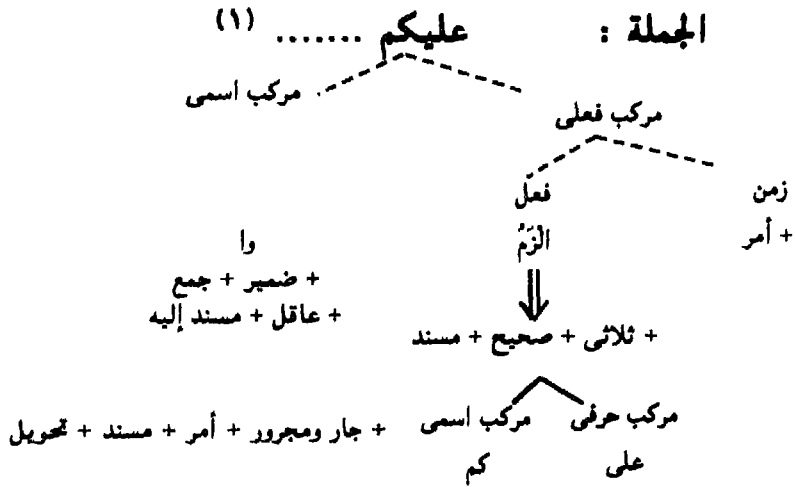 الجملة : عليكم ....... (١)
مركب فعلى مركب اسمى
زمن فعل
+ أمر الْزَمْ وا
+ ضمير + جمع
+ عاقل + مسند إليه
+ ثلاثى + صحيح + مسند
مركب حرفى مركب اسمى + جار ومجرور + أمر + مسند + تحويل
على كم